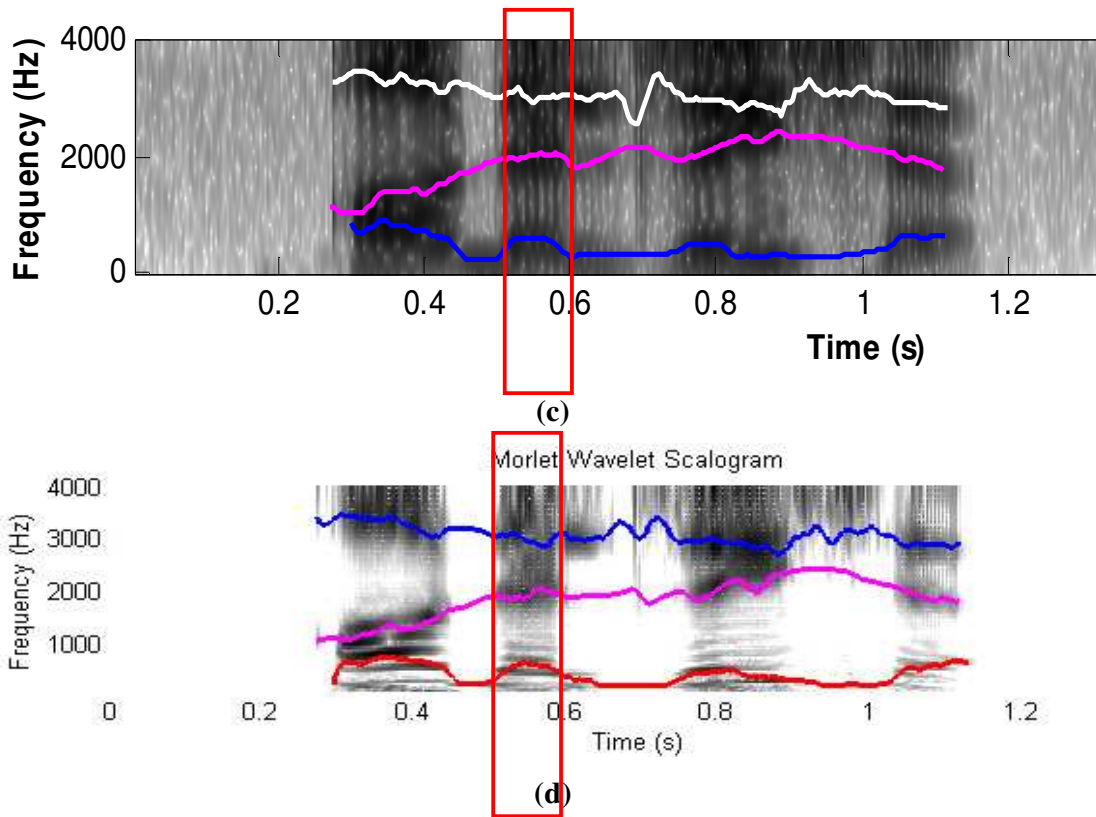 Frequency (Hz)
4000
2000
0
0.2 0.4 0.6 0.8 1 1.2
Time (s)
(c)
Morlet Wavelet Scalogram
Frequency (Hz)
4000
3000
2000
1000
0 0.2 0.4 0.6 0.8 1 1.2
Time (s)
(d)